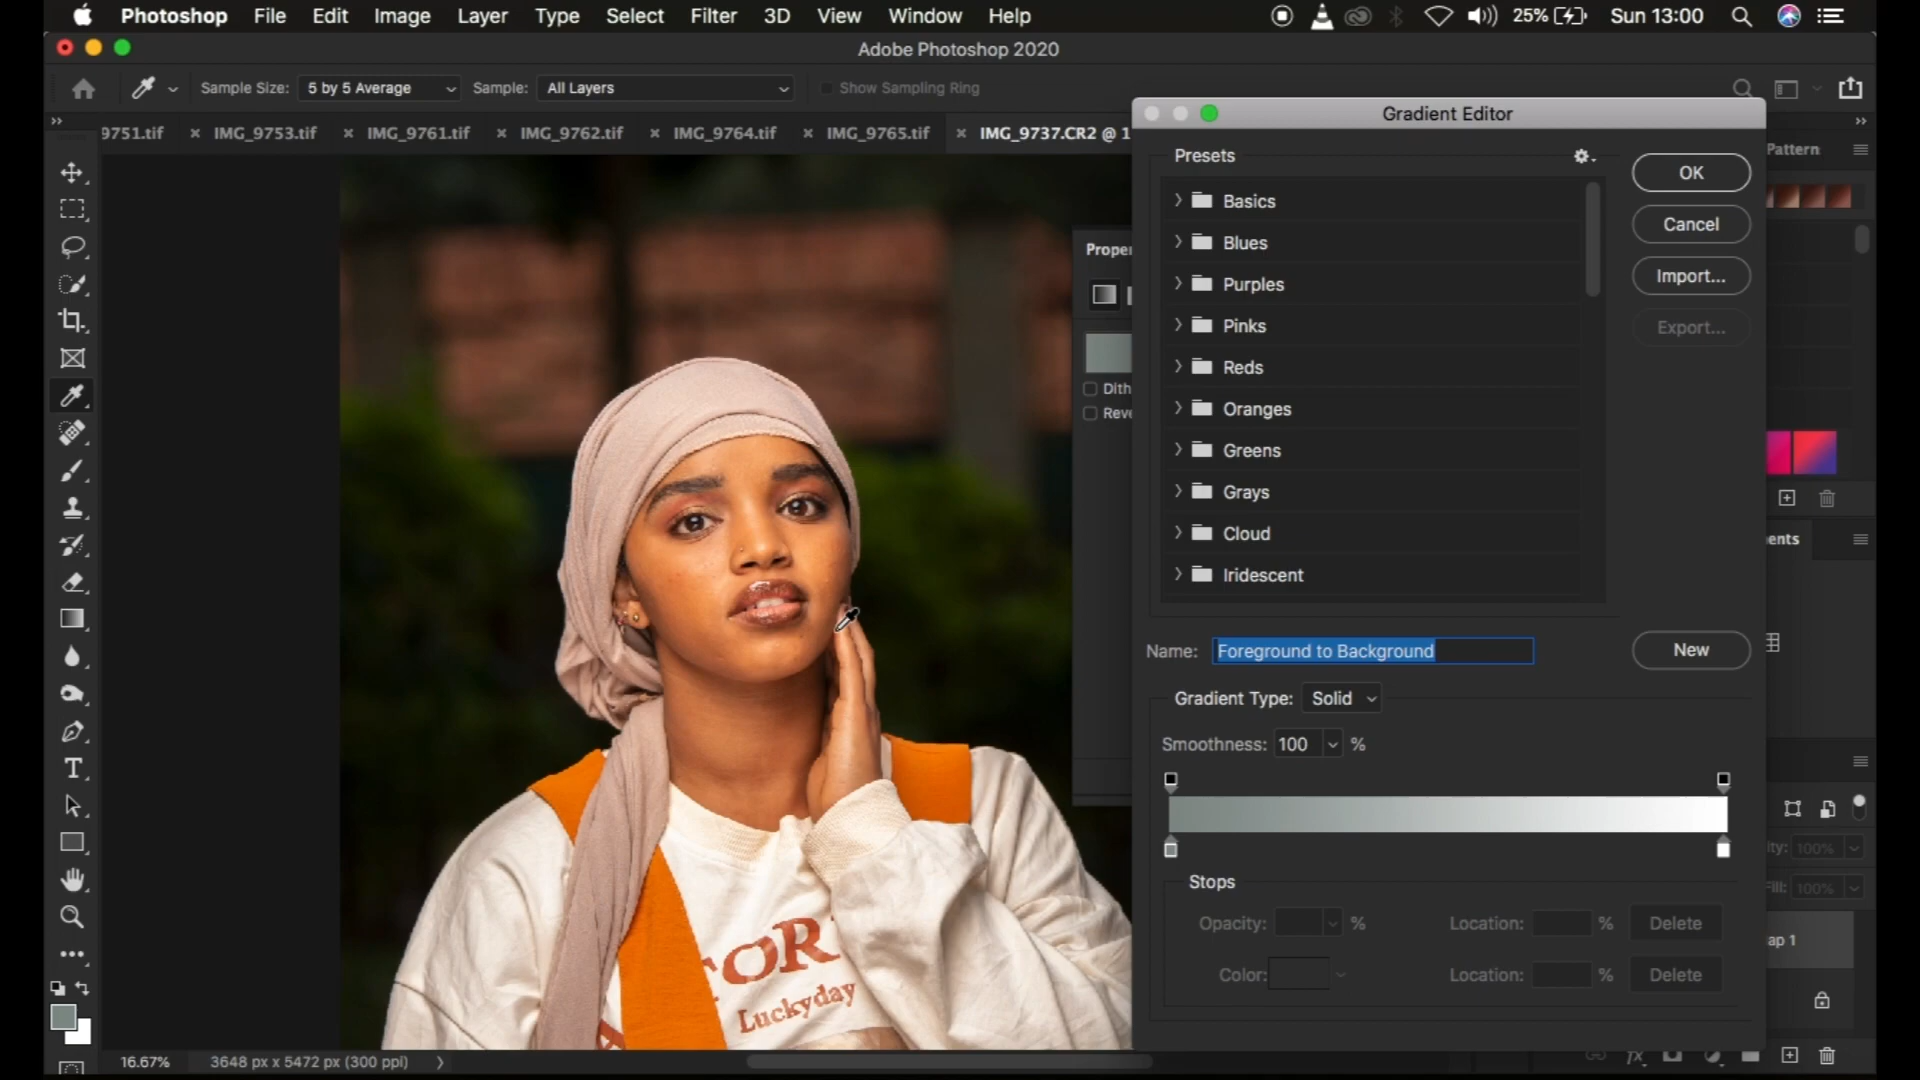 Photoshop File Edit Image Layer Type Select Filter 3D View Window Help 25% Sun 13:00
Adobe Photoshop 2020
Sample Size: 5 by 5 Average Sample: All Layers Show Sampling Ring
9751.tif × IMG_9753.tif × IMG_9761.tif × IMG_9762.tif × IMG_9764.tif × IMG_9765.tif × IMG_9737.CR2 @ 1
Gradient Editor
Pattern
Presets
OK
Basics
Cancel
Blues
Import...
Purples
Export...
Pinks
Reds
Oranges
Greens
Grays
Cloud
Iridescent
Proper
Dith
Reve
ents
Name: Foreground to Background
New
Gradient Type: Solid
Smoothness: 100 %
Stops
Opacity: % Location: % Delete
Color: Location: % Delete
ity: 100%
Fill: 100%
ap 1
TORY
Luckyday
16.67% 3648 px x 5472 px (300 ppi)
fx